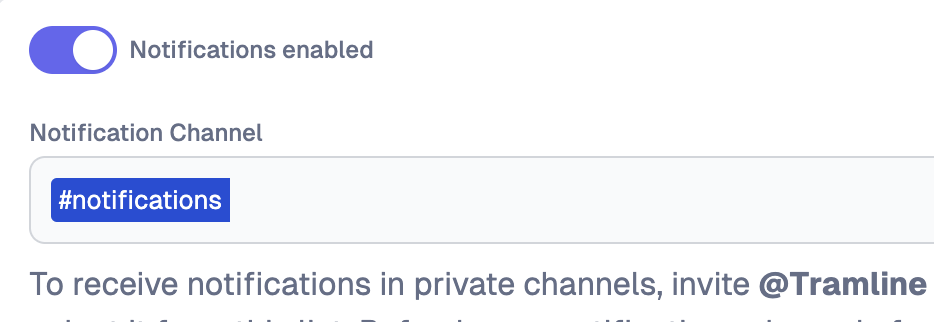 Notifications enabled
Notification Channel
#notifications
To receive notifications in private channels, invite @Tramline